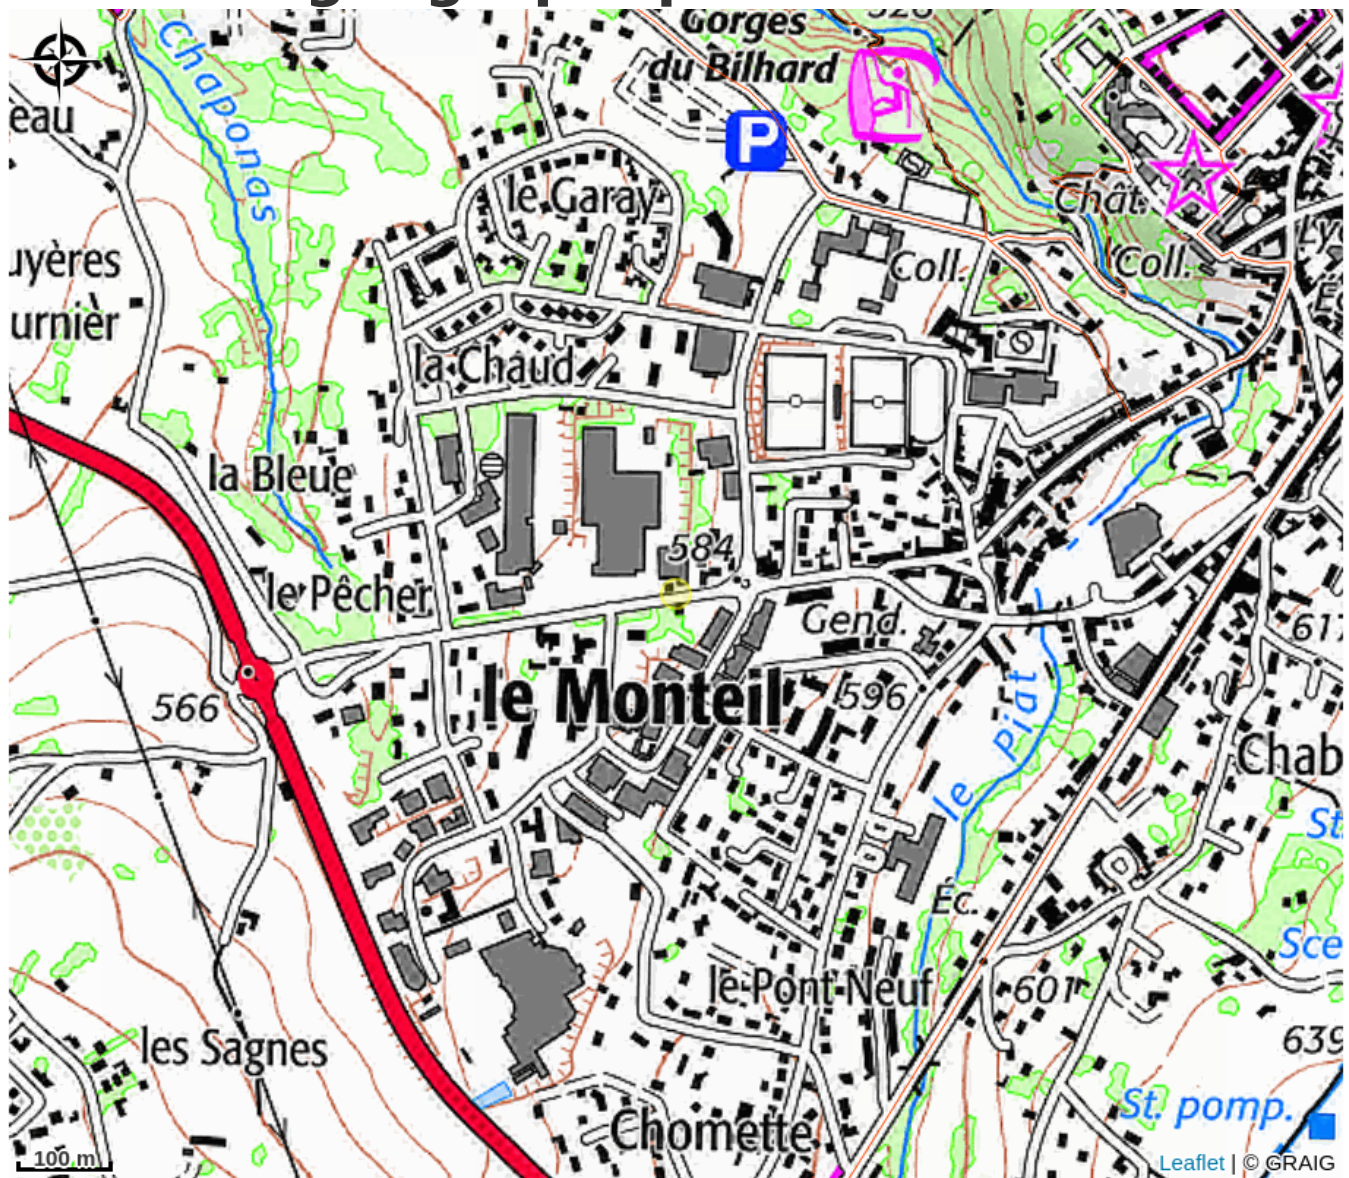 Gorges
du Bilhard
P
Chaponas
eau
le Garay
Chât.
Coll.
Coll.
uyères
urnièr
la Chaud
la Bleue
584
le Pêcher
Gend.
617
566
le Monteil
596
le Piat
Chab
St.
Éc.
Sce
le Pont Neuf
601
les Sagnes
639
St. pomp.
Chomette
100 m
Leaflet | © GRAIG